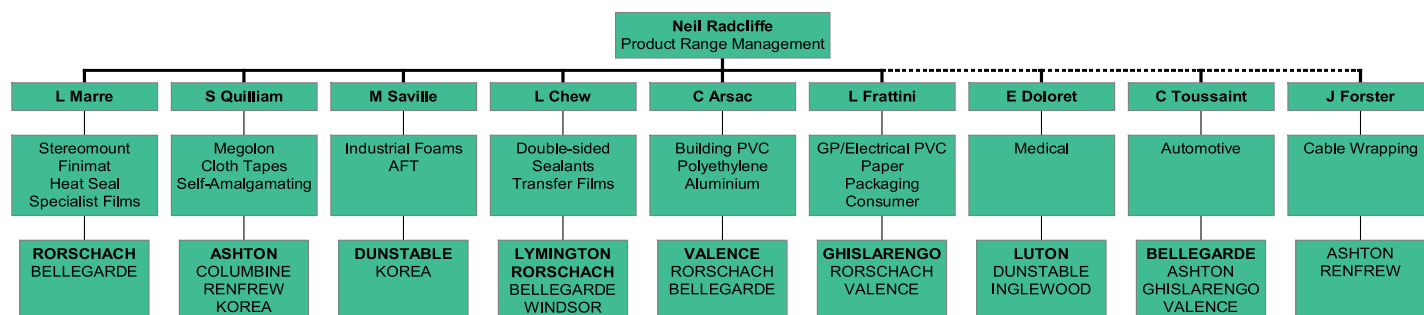 Neil Radcliffe
Product Range Management
L Marre
S Quilliam
M Saville
L Chew
C Arsac
L Frattini
E Doloret
C Toussaint
J Forster
Stereomount
Finimat
Heat Seal
Specialist Films
Megolon
Cloth Tapes
Self-Amalgamating
Industrial Foams
AFT
Double-sided
Sealants
Transfer Films
Building PVC
Polyethylene
Aluminium
GP/Electrical PVC
Paper
Packaging
Consumer
Medical
Automotive
Cable Wrapping
RORSCHACH
BELLEGARDE
ASHTON
COLUMBINE
RENFREW
KOREA
DUNSTABLE
KOREA
LYMINGTON
RORSCHACH
BELLEGARDE
WINDSOR
VALENCE
RORSCHACH
BELLEGARDE
GHISLARENGO
RORSCHACH
VALENCE
LUTON
DUNSTABLE
INGLEWOOD
BELLEGARDE
ASHTON
GHISLARENGO
VALENCE
ASHTON
RENFREW